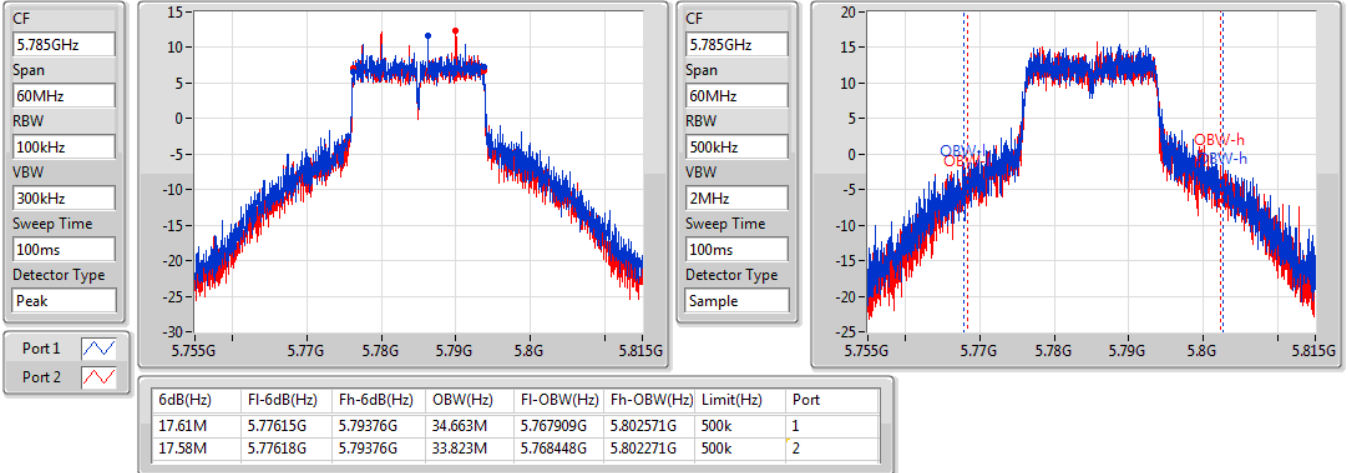 CF
5.785GHz
Span
60MHz
RBW
100kHz
VBW
300kHz
Sweep Time
100ms
Detector Type
Peak
Port 1
Port 2
15-
10-
5-
0-
-5-
-10-
-15-
-20-
-25-
-30-
5.755G 5.77G 5.78G 5.79G 5.8G 5.815G
CF
5.785GHz
Span
60MHz
RBW
500kHz
VBW
2MHz
Sweep Time
100ms
Detector Type
Sample
20-
15-
10-
5-
0-
-5-
-10-
-15-
-20-
-25-
OBW-h
OBW-h
5.755G 5.77G 5.78G 5.79G 5.8G 5.815G
6dB(Hz) Fl-6dB(Hz) Fh-6dB(Hz) OBW(Hz) Fl-OBW(Hz) Fh-OBW(Hz) Limit(Hz) Port
17.61M 5.77615G 5.79376G 34.663M 5.767909G 5.802571G 500k 1
17.58M 5.77618G 5.79376G 33.823M 5.768448G 5.802271G 500k 2